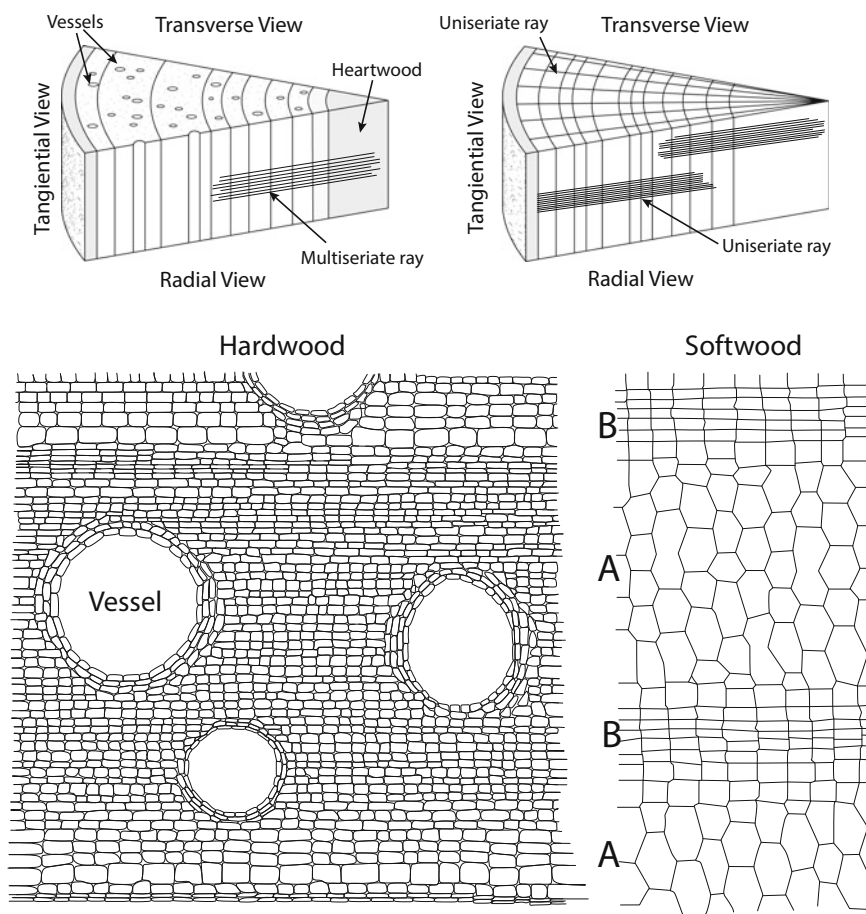 Vessels
Transverse View
Heartwood
Tangiential View
Multiseriate ray
Radial View
Uniseriate ray
Transverse View
Tangiential View
Uniseriate ray
Radial View
Hardwood
Softwood
Vessel
B
A
B
A